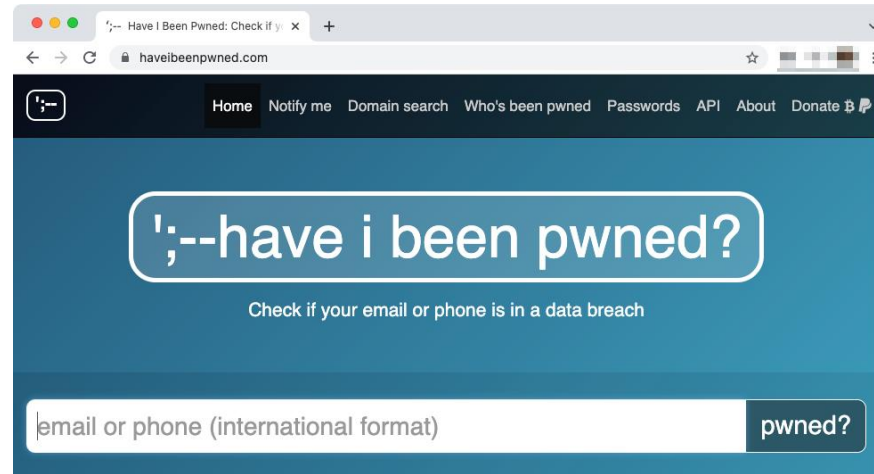 ';-- Have I Been Pwned: Check if y
haveibeenpwned.com
';--
Home Notify me Domain search Who's been pwned Passwords API About Donate
';--have i been pwned?
Check if your email or phone is in a data breach
email or phone (international format)
pwned?